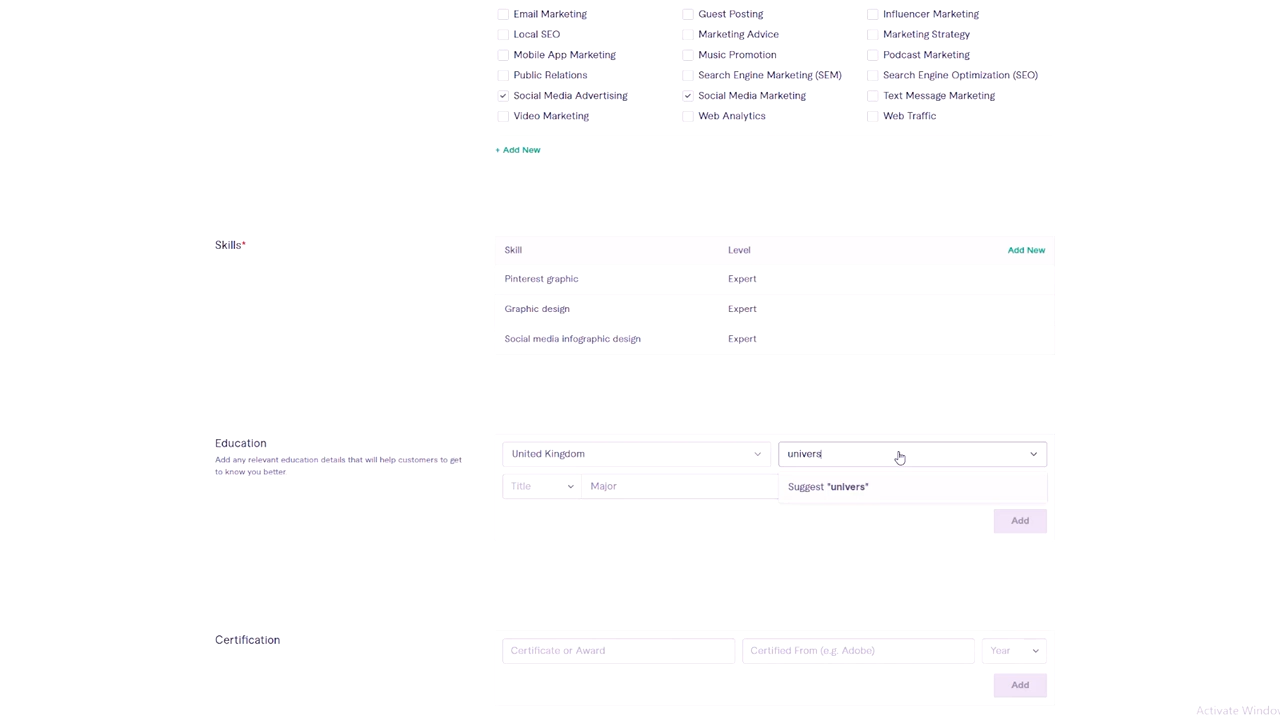 Email Marketing Guest Posting Influencer Marketing
Local SEO Marketing Advice Marketing Strategy
Mobile App Marketing Music Promotion Podcast Marketing
Public Relations Search Engine Marketing (SEM) Search Engine Optimization (SEO)
Social Media Advertising Social Media Marketing Text Message Marketing
Video Marketing Web Analytics Web Traffic
+ Add New
Skills*
Skill Level Add New
Pinterest graphic Expert
Graphic design Expert
Social media infographic design Expert
Education
Add any relevant education details that will help customers to get
to know you better.
United Kingdom univers
Title Major
Suggest "univers"
Add
Certification
Certificate or Award Certified From (e.g. Adobe) Year
Add
Activate